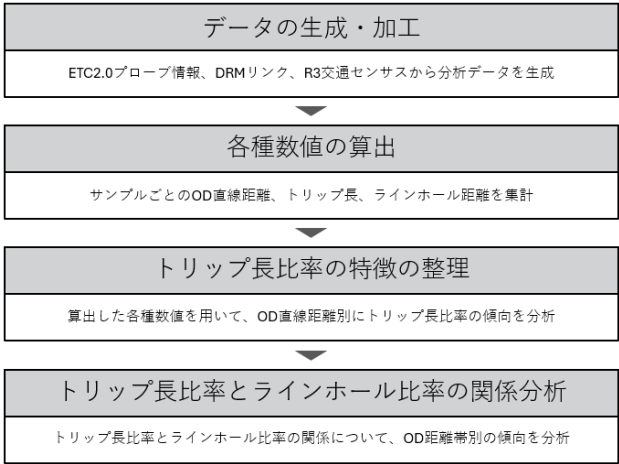 データの生成・加工
ETC2.0プローブ情報、DRMリンク、R3交通センサスから分析データを生成
各種数値の算出
サンプルごとのOD直線距離、トリップ長、ラインホール距離を集計
トリップ長比率の特徴の整理
算出した各種数値を用いて、OD直線距離別にトリップ長比率の傾向を分析
トリップ長比率とラインホール比率の関係分析
トリップ長比率とラインホール比率の関係について、OD距離帯別の傾向を分析